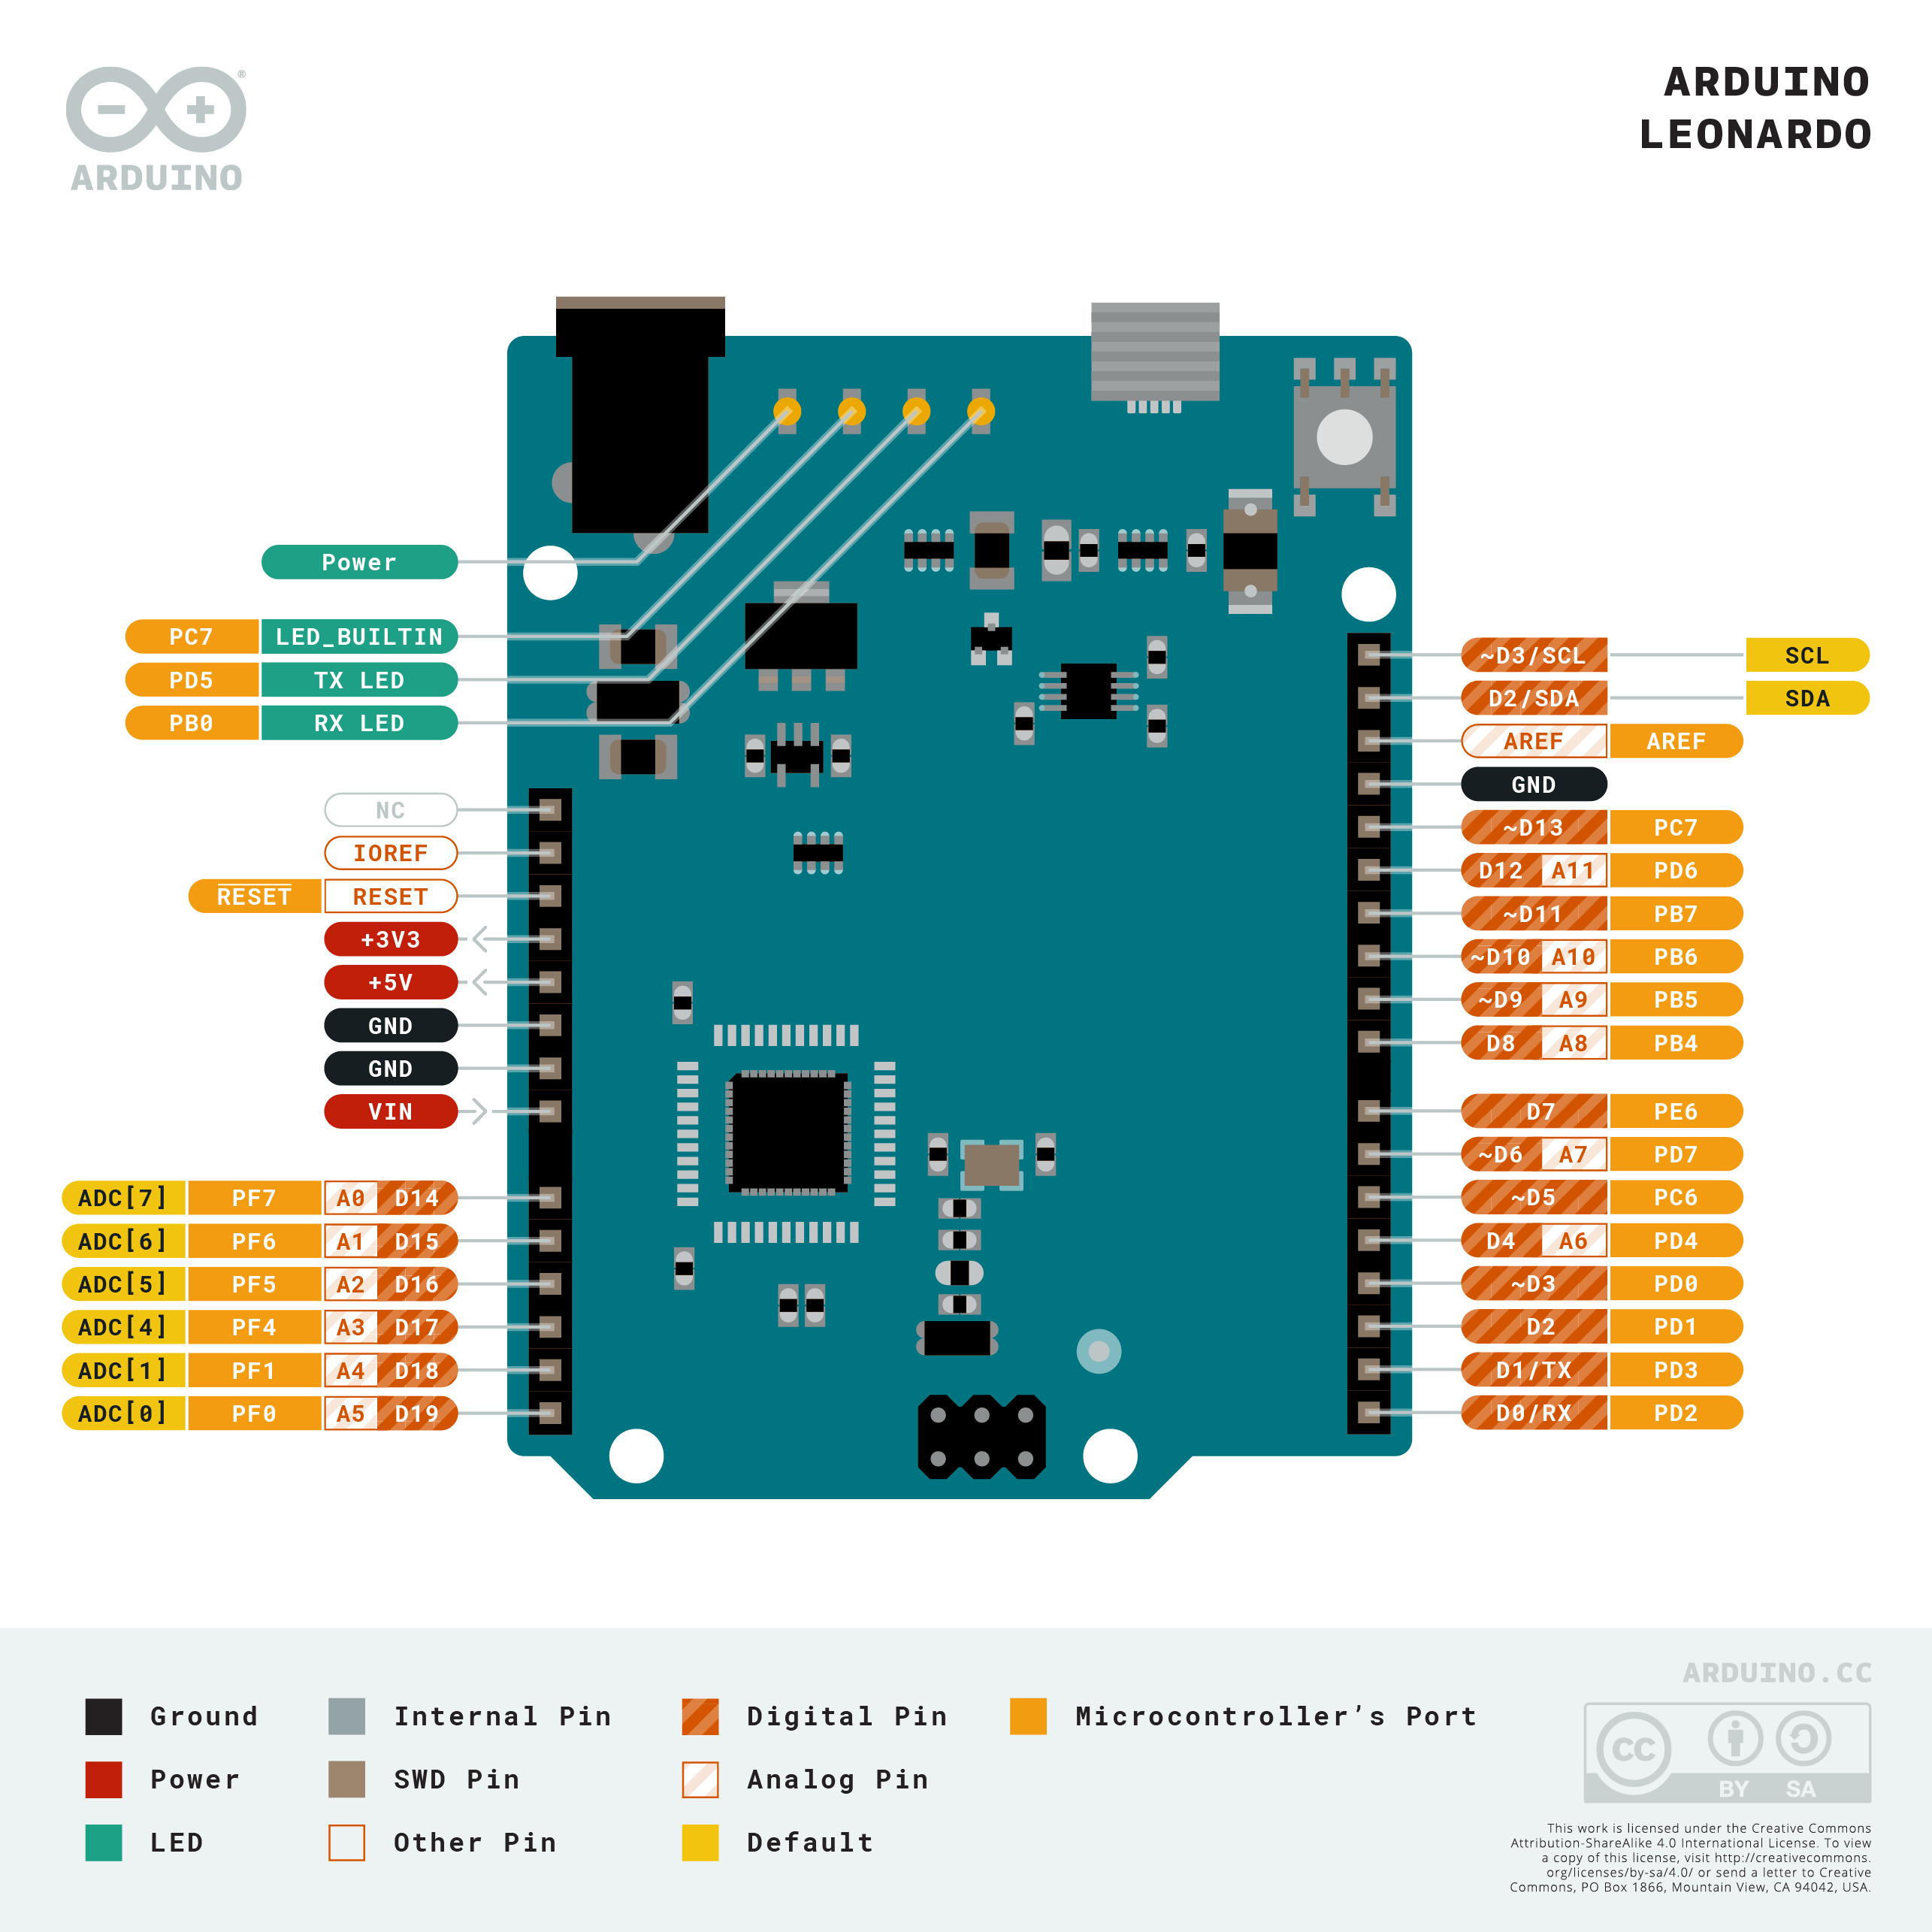 ARDUINO
ARDUINO
LEONARDO
Power
PC7 LED_BUILTIN
PD5 TX LED
PB0 RX LED
NC
IOREF
RESET RESET
+3V3
+5V
GND
GND
VIN
ADC[7] PF7 A0 D14
ADC[6] PF6 A1 D15
ADC[5] PF5 A2 D16
ADC[4] PF4 A3 D17
ADC[1] PF1 A4 D18
ADC[0] PF0 A5 D19
~D3/SCL SCL
D2/SDA SDA
AREF AREF
GND
~D13 PC7
D12 A11 PD6
~D11 PB7
~D10 A10 PB6
~D9 A9 PB5
D8 A8 PB4
D7 PE6
~D6 A7 PD7
~D5 PC6
D4 A6 PD4
~D3 PD0
D2 PD1
D1/TX PD3
D0/RX PD2
Ground
Power
LED
Internal Pin
SWD Pin
Other Pin
Digital Pin
Analog Pin
Default
Microcontroller’s Port
ARDUINO.CC
CC
BY SA
This work is licensed under the Creative Commons
Attribution-ShareAlike 4.0 International License. To view
a copy of this license, visit http://creativecommons.
org/licenses/by-sa/4.0/ or send a letter to Creative
Commons, PO Box 1866, Mountain View, CA 94042, USA.